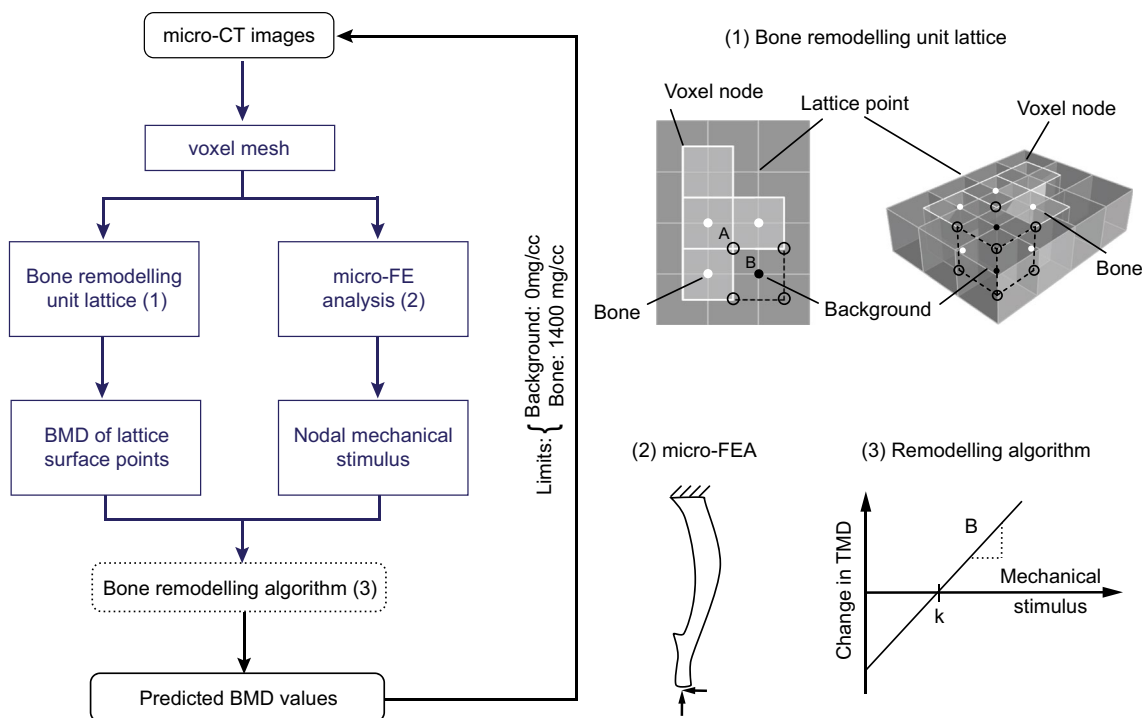 micro-CT images
voxel mesh
Bone remodelling
unit lattice (1)
micro-FE
analysis (2)
BMD of lattice
surface points
Nodal mechanical
stimulus
Bone remodelling algorithm (3)
Predicted BMD values
Limits: { Background: 0mg/cc
Bone: 1400 mg/cc
(1) Bone remodelling unit lattice
Voxel node
Lattice point
Voxel node
A
B
Bone
Background
Bone
(2) micro-FEA
(3) Remodelling algorithm
Change in TMD
B
Mechanical
stimulus
k